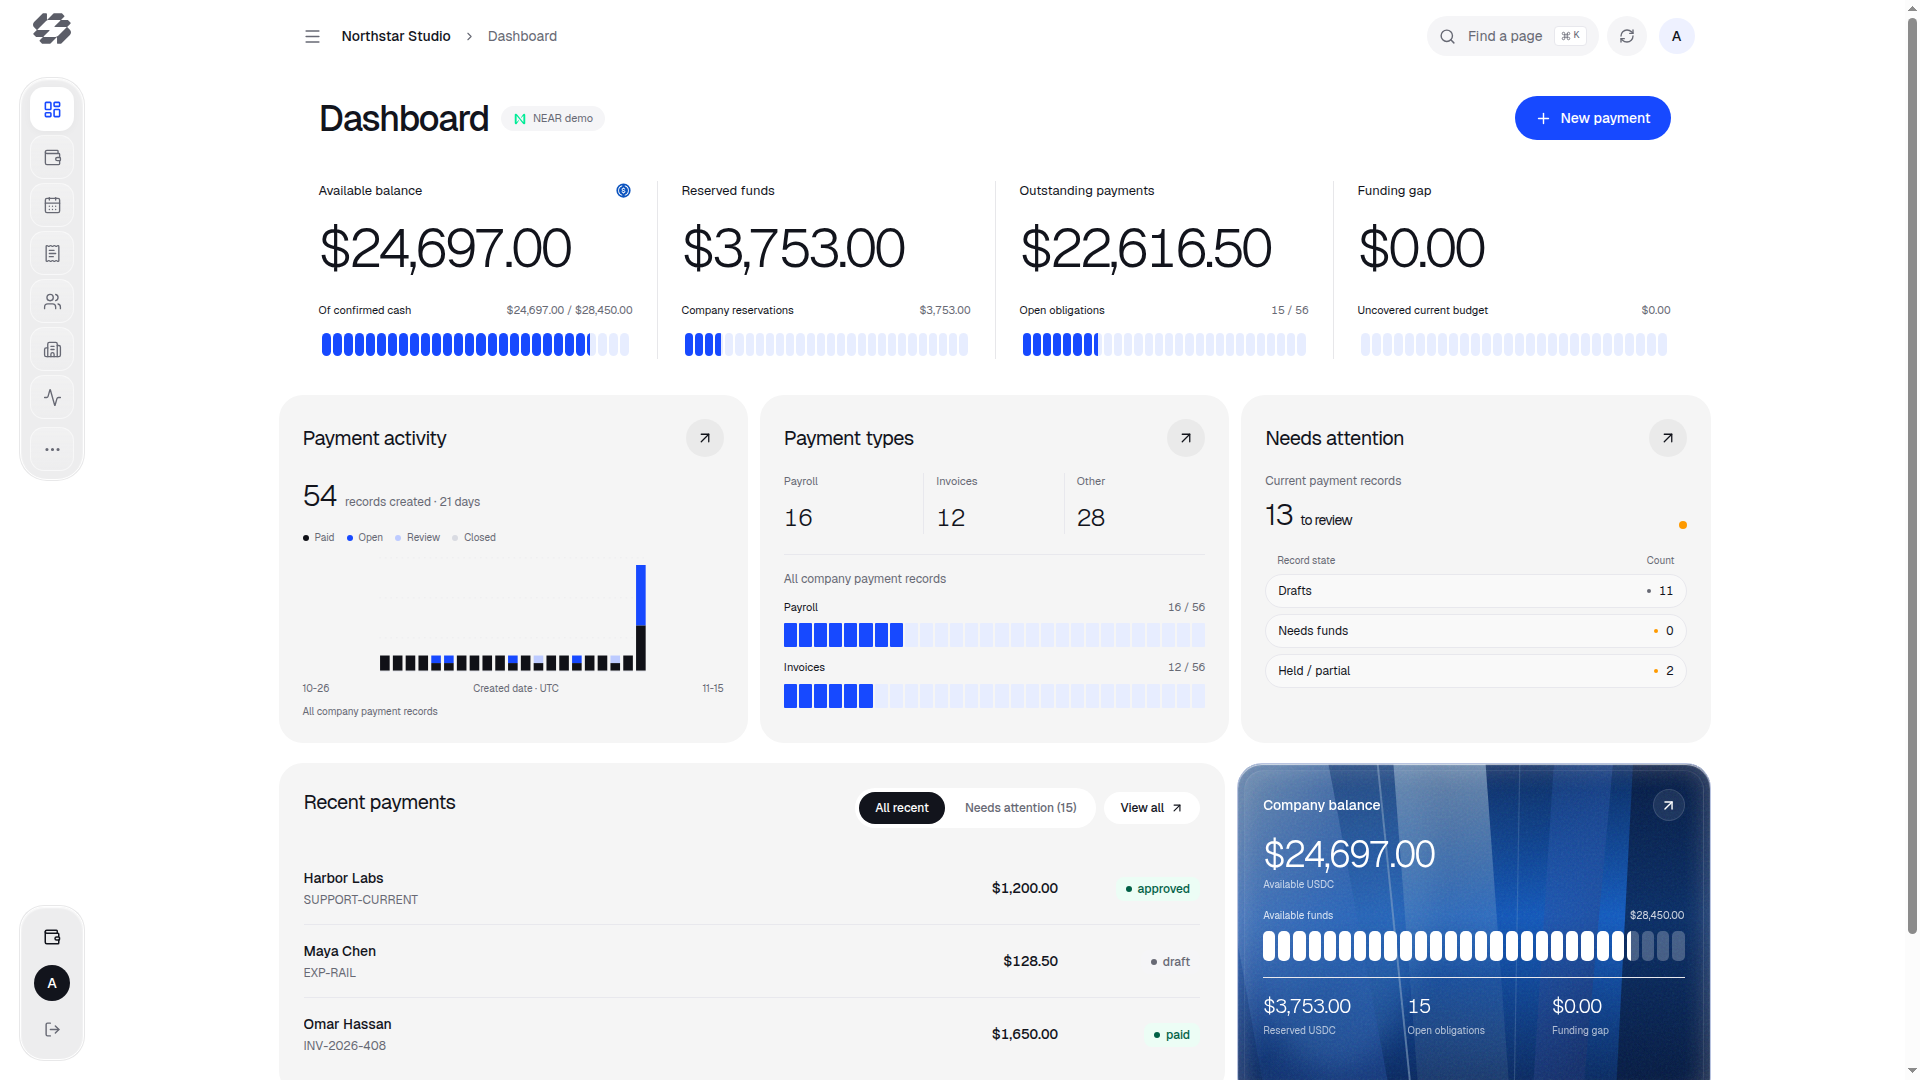 Northstar Studio > Dashboard
Find a page ⌘ K
A
Dashboard
NEAR demo
+ New payment
Available balance
$24,697.00
Of confirmed cash $24,697.00 / $28,450.00
Reserved funds
$3,753.00
Company reservations $3,753.00
Outstanding payments
$22,616.50
Open obligations 15 / 56
Funding gap
$0.00
Uncovered current budget $0.00
Payment activity
54 records created · 21 days
Paid Open Review Closed
10-26 Created date · UTC 11-15
All company payment records
Payment types
Payroll Invoices Other
16 12 28
All company payment records
Payroll 16 / 56
Invoices 12 / 56
Needs attention
Current payment records
13 to review
Record state Count
Drafts 11
Needs funds 0
Held / partial 2
Recent payments
All recent Needs attention (15) View all
Harbor Labs
SUPPORT-CURRENT
$1,200.00 approved
Maya Chen
EXP-RAIL
$128.50 draft
Omar Hassan
INV-2026-408
$1,650.00 paid
Company balance
$24,697.00
Available USDC
Available funds $28,450.00
$3,753.00 15 $0.00
Reserved USDC Open obligations Funding gap
A